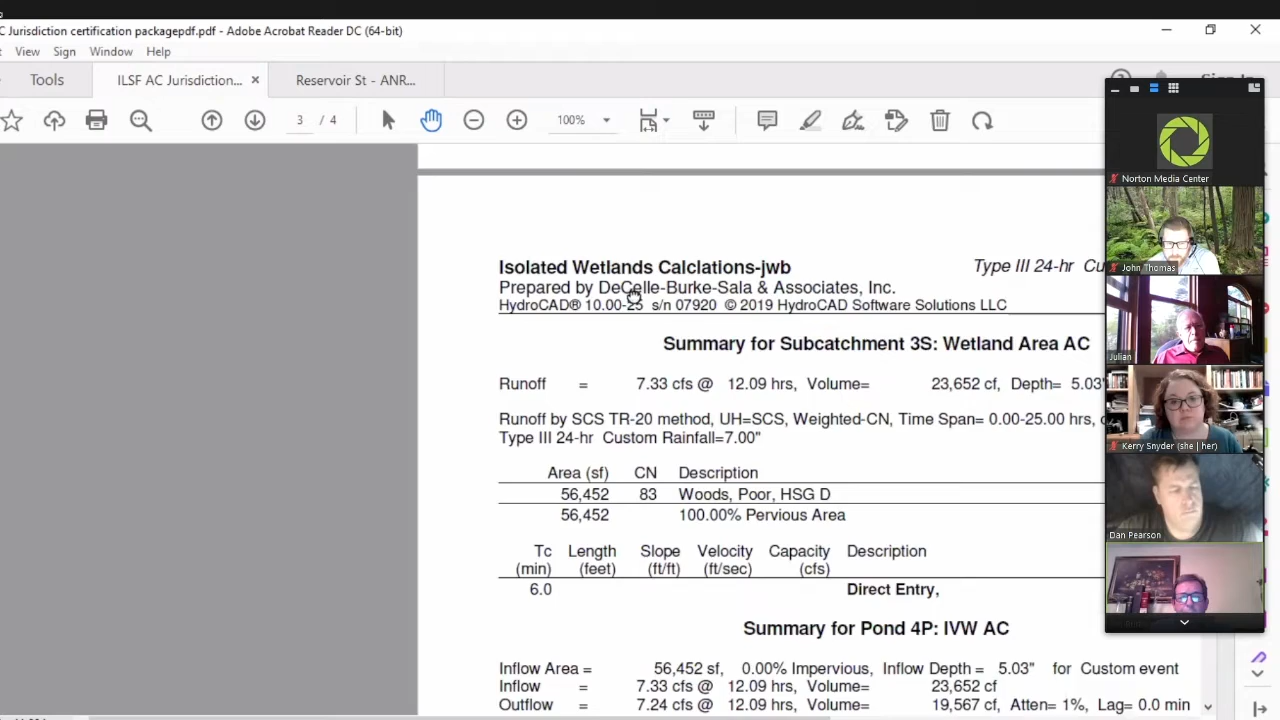 C Jurisdiction certification packagepdf.pdf - Adobe Acrobat Reader DC (64-bit)
View Sign Window Help
Tools ILSF AC Jurisdiction... Reservoir St - ANR...
3 / 4 100%
Isolated Wetlands Calclations-jwb
Type III 24-hr Cu
Prepared by DeCelle-Burke-Sala & Associates, Inc.
HydroCAD® 10.00-25 s/n 07920 © 2019 HydroCAD Software Solutions LLC
Summary for Subcatchment 3S: Wetland Area AC
Runoff = 7.33 cfs @ 12.09 hrs, Volume= 23,652 cf, Depth= 5.03"
Runoff by SCS TR-20 method, UH=SCS, Weighted-CN, Time Span= 0.00-25.00 hrs,
Type III 24-hr Custom Rainfall=7.00"
Area (sf) CN Description
56,452 83 Woods, Poor, HSG D
56,452 100.00% Pervious Area
Tc Length Slope Velocity Capacity Description
(min) (feet) (ft/ft) (ft/sec) (cfs)
6.0 Direct Entry,
Summary for Pond 4P: IVW AC
Inflow Area = 56,452 sf, 0.00% Impervious, Inflow Depth = 5.03" for Custom event
Inflow = 7.33 cfs @ 12.09 hrs, Volume= 23,652 cf
Outflow = 7.24 cfs @ 12.09 hrs, Volume= 19,567 cf, Atten= 1%, Lag= 0.0 min
Norton Media Center
John Thomas
Julian
Kerry Snyder (she | her)
Dan Pearson